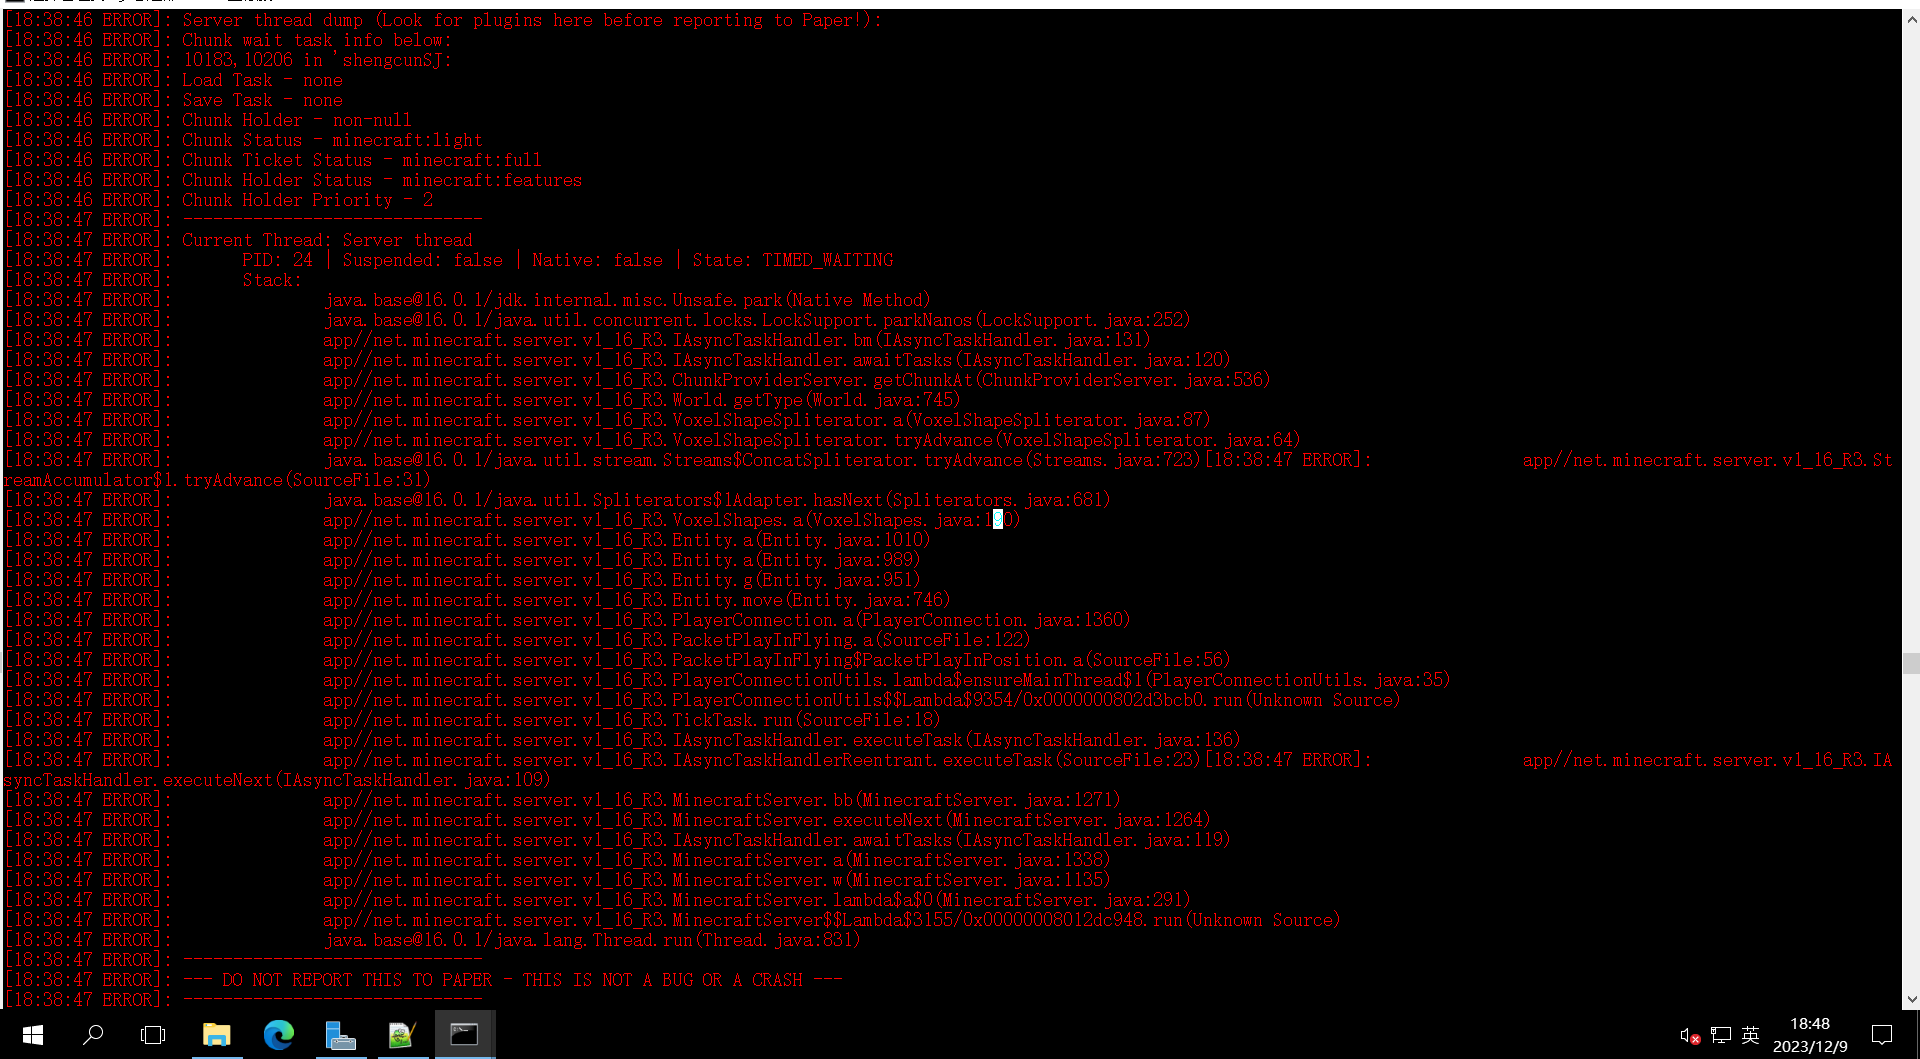 [18:38:46 ERROR]: Server thread dump (Look for plugins here before reporting to Paper!):
[18:38:46 ERROR]: Chunk wait task info below:
[18:38:46 ERROR]: 10183,10206 in 'shengcunSJ:
[18:38:46 ERROR]: Load Task - none
[18:38:46 ERROR]: Save Task - none
[18:38:46 ERROR]: Chunk Holder - non-null
[18:38:46 ERROR]: Chunk Status - minecraft:light
[18:38:46 ERROR]: Chunk Ticket Status - minecraft:full
[18:38:46 ERROR]: Chunk Holder Status - minecraft:features
[18:38:46 ERROR]: Chunk Holder Priority - 2
[18:38:47 ERROR]: ------------------------------
[18:38:47 ERROR]: Current Thread: Server thread
[18:38:47 ERROR]: PID: 24 | Suspended: false | Native: false | State: TIMED_WAITING
[18:38:47 ERROR]: Stack:
[18:38:47 ERROR]: java.base@16.0.1/jdk.internal.misc.Unsafe.park(Native Method)
[18:38:47 ERROR]: java.base@16.0.1/java.util.concurrent.locks.LockSupport.parkNanos(LockSupport.java:252)
[18:38:47 ERROR]: app//net.minecraft.server.v1_16_R3.IAsyncTaskHandler.bm(IAsyncTaskHandler.java:131)
[18:38:47 ERROR]: app//net.minecraft.server.v1_16_R3.IAsyncTaskHandler.awaitTasks(IAsyncTaskHandler.java:120)
[18:38:47 ERROR]: app//net.minecraft.server.v1_16_R3.ChunkProviderServer.getChunkAt(ChunkProviderServer.java:536)
[18:38:47 ERROR]: app//net.minecraft.server.v1_16_R3.World.getType(World.java:745)
[18:38:47 ERROR]: app//net.minecraft.server.v1_16_R3.VoxelShapeSpliterator.a(VoxelShapeSpliterator.java:87)
[18:38:47 ERROR]: app//net.minecraft.server.v1_16_R3.VoxelShapeSpliterator.tryAdvance(VoxelShapeSpliterator.java:64)
[18:38:47 ERROR]: java.base@16.0.1/java.util.stream.Streams$ConcatSpliterator.tryAdvance(Streams.java:723)[18:38:47 ERROR]: app//net.minecraft.server.v1_16_R3.St
reamAccumulator$1.tryAdvance(SourceFile:31)
[18:38:47 ERROR]: java.base@16.0.1/java.util.Spliterators$1Adapter.hasNext(Spliterators.java:681)
[18:38:47 ERROR]: app//net.minecraft.server.v1_16_R3.VoxelShapes.a(VoxelShapes.java:190)
[18:38:47 ERROR]: app//net.minecraft.server.v1_16_R3.Entity.a(Entity.java:1010)
[18:38:47 ERROR]: app//net.minecraft.server.v1_16_R3.Entity.a(Entity.java:989)
[18:38:47 ERROR]: app//net.minecraft.server.v1_16_R3.Entity.g(Entity.java:951)
[18:38:47 ERROR]: app//net.minecraft.server.v1_16_R3.Entity.move(Entity.java:746)
[18:38:47 ERROR]: app//net.minecraft.server.v1_16_R3.PlayerConnection.a(PlayerConnection.java:1360)
[18:38:47 ERROR]: app//net.minecraft.server.v1_16_R3.PacketPlayInFlying.a(SourceFile:122)
[18:38:47 ERROR]: app//net.minecraft.server.v1_16_R3.PacketPlayInFlying$PacketPlayInPosition.a(SourceFile:56)
[18:38:47 ERROR]: app//net.minecraft.server.v1_16_R3.PlayerConnectionUtils.lambda$ensureMainThread$1(PlayerConnectionUtils.java:35)
[18:38:47 ERROR]: app//net.minecraft.server.v1_16_R3.PlayerConnectionUtils$$Lambda$9354/0x0000000802d3bcb0.run(Unknown Source)
[18:38:47 ERROR]: app//net.minecraft.server.v1_16_R3.TickTask.run(SourceFile:18)
[18:38:47 ERROR]: app//net.minecraft.server.v1_16_R3.IAsyncTaskHandler.executeTask(IAsyncTaskHandler.java:136)
[18:38:47 ERROR]: app//net.minecraft.server.v1_16_R3.IAsyncTaskHandlerReentrant.executeTask(SourceFile:23)[18:38:47 ERROR]: app//net.minecraft.server.v1_16_R3.IA
syncTaskHandler.executeNext(IAsyncTaskHandler.java:109)
[18:38:47 ERROR]: app//net.minecraft.server.v1_16_R3.MinecraftServer.bb(MinecraftServer.java:1271)
[18:38:47 ERROR]: app//net.minecraft.server.v1_16_R3.MinecraftServer.executeNext(MinecraftServer.java:1264)
[18:38:47 ERROR]: app//net.minecraft.server.v1_16_R3.IAsyncTaskHandler.awaitTasks(IAsyncTaskHandler.java:119)
[18:38:47 ERROR]: app//net.minecraft.server.v1_16_R3.MinecraftServer.a(MinecraftServer.java:1338)
[18:38:47 ERROR]: app//net.minecraft.server.v1_16_R3.MinecraftServer.w(MinecraftServer.java:1135)
[18:38:47 ERROR]: app//net.minecraft.server.v1_16_R3.MinecraftServer.lambda$a$0(MinecraftServer.java:291)
[18:38:47 ERROR]: app//net.minecraft.server.v1_16_R3.MinecraftServer$$Lambda$3155/0x00000008012dc948.run(Unknown Source)
[18:38:47 ERROR]: java.base@16.0.1/java.lang.Thread.run(Thread.java:831)
[18:38:47 ERROR]: ------------------------------
[18:38:47 ERROR]: --- DO NOT REPORT THIS TO PAPER - THIS IS NOT A BUG OR A CRASH ---
[18:38:47 ERROR]: ------------------------------
英
18:48
2023/12/9